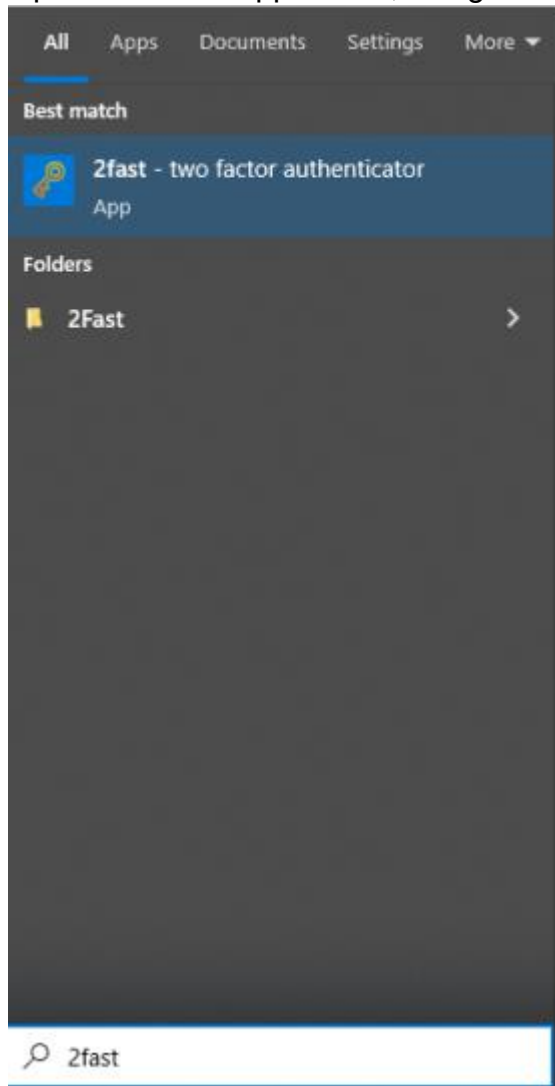 All Apps Documents Settings More
Best match
2fast - two factor authenticator
App
Folders
2Fast
2fast